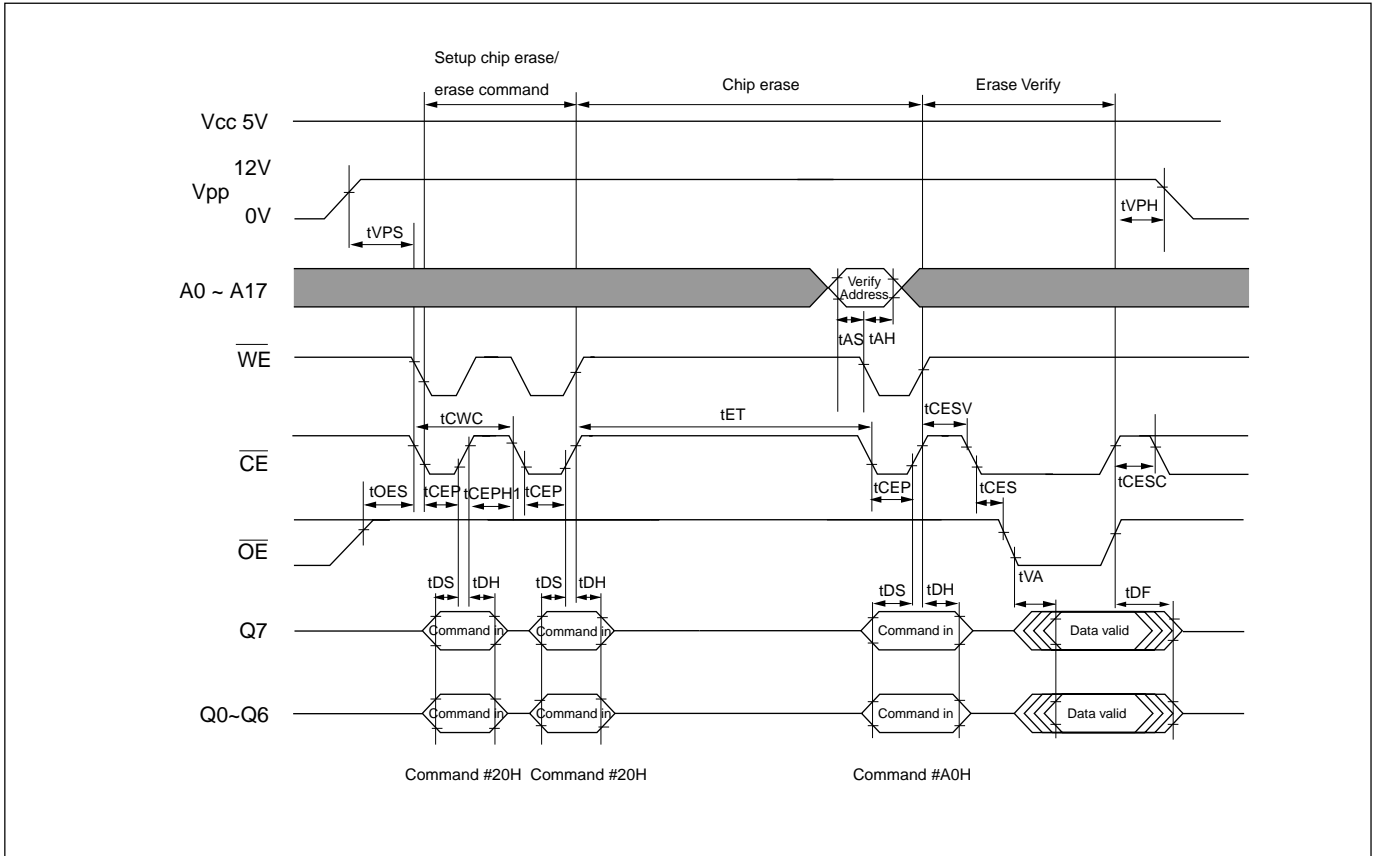 Setup chip erase/
erase command
Chip erase
Erase Verify
Vcc 5V
12V
Vpp
0V
tVPS
tVPH
A0 ~ A17
Verify
Address
tAS
tAH
WE
tCWC
tET
tCESV
CE
tOES
tCEP
tCEPH1
tCEP
tCEP
tCES
tCESC
OE
tVA
tDS
tDH
tDS
tDH
tDS
tDH
tDF
Q7
Command in
Command in
Command in
Data valid
Q0~Q6
Command in
Command in
Command in
Data valid
Command #20H
Command #20H
Command #A0H